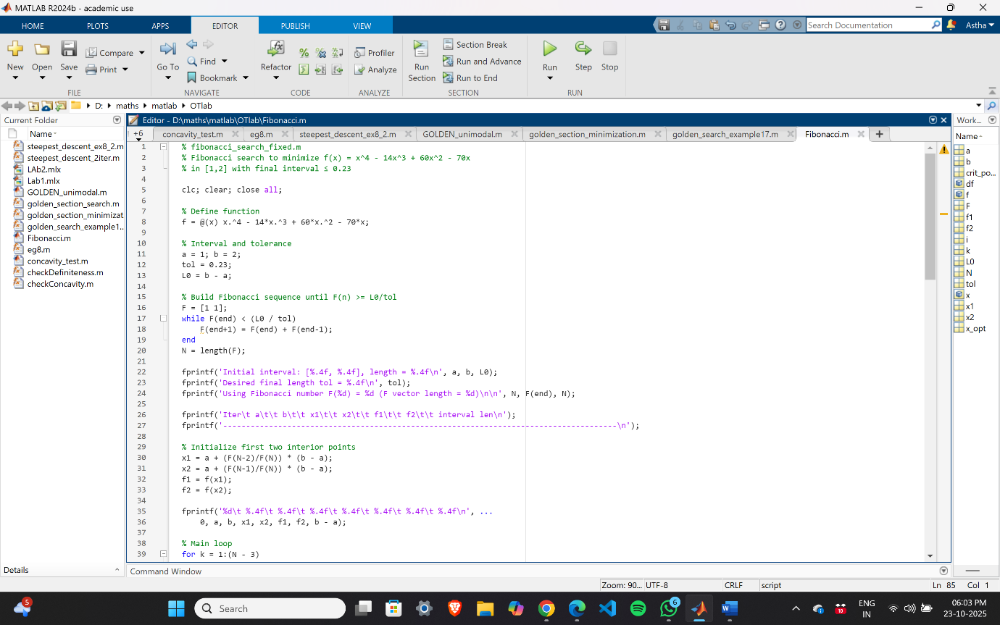 MATLAB R2024b - academic use
HOME PLOTS APPS EDITOR PUBLISH VIEW
Search Documentation
Astha
New Open Save Compare Print
FILE
Go To Find Bookmark
NAVIGATE
Refactor
CODE
Profiler Analyze
ANALYZE
Run Section
Section Break
Run and Advance
Run to End
SECTION
Run Step Stop
RUN
D: maths matlab OTlab
Current Folder
Name
steepest_descent_ex8_2.m
steepest_descent_2iter.m
LAb2.mlx
Lab1.mlx
GOLDEN_unimodal.m
golden_section_search.m
golden_section_minimizat
golden_search_example1...
Fibonacci.m
eg8.m
concavity_test.m
checkDefiniteness.m
checkConcavity.m
Details
Editor - D:\maths\matlab\OTlab\Fibonacci.m
+6 concavity_test.m eg8.m steepest_descent_ex8_2.m GOLDEN_unimodal.m golden_section_minimization.m golden_search_example17.m Fibonacci.m
1 % fibonacci_search_fixed.m
2 % Fibonacci search to minimize f(x) = x^4 - 14x^3 + 60x^2 - 70x
3 % in [1,2] with final interval ≤ 0.23
4
5 clc; clear; close all;
6
7 % Define function
8 f = @(x) x.^4 - 14*x.^3 + 60*x.^2 - 70*x;
9
10 % Interval and tolerance
11 a = 1; b = 2;
12 tol = 0.23;
13 L0 = b - a;
14
15 % Build Fibonacci sequence until F(n) >= L0/tol
16 F = [1 1];
17 while F(end) < (L0 / tol)
18 F(end+1) = F(end) + F(end-1);
19 end
20 N = length(F);
21
22 fprintf('Initial interval: [%.4f, %.4f], length = %.4f\n', a, b, L0);
23 fprintf('Desired final length tol = %.4f\n', tol);
24 fprintf('Using Fibonacci number F(%d) = %d (F vector length = %d)\n\n', N, F(end), N);
25
26 fprintf('Iter\t a\t\t b\t\t x1\t\t x2\t\t f1\t\t f2\t\t interval len\n');
27 fprintf('--------------------------------------------------------------------------------------\n');
28
29 % Initialize first two interior points
30 x1 = a + (F(N-2)/F(N)) * (b - a);
31 x2 = a + (F(N-1)/F(N)) * (b - a);
32 f1 = f(x1);
33 f2 = f(x2);
34
35 fprintf('%d\t %.4f\t %.4f\t %.4f\t %.4f\t %.4f\t %.4f\t %.4f\n', ...
36 0, a, b, x1, x2, f1, f2, b - a);
37
38 % Main loop
39 for k = 1:(N - 3)
Work...
Name
a
b
crit_po...
df
f
F
f1
f2
i
k
L0
N
tol
x
x1
x2
x_opt
Command Window
Zoom: 90... UTF-8 CRLF script Ln 85 Col 1
5
Search
6
10
ENG
IN
06:03 PM
23-10-2025